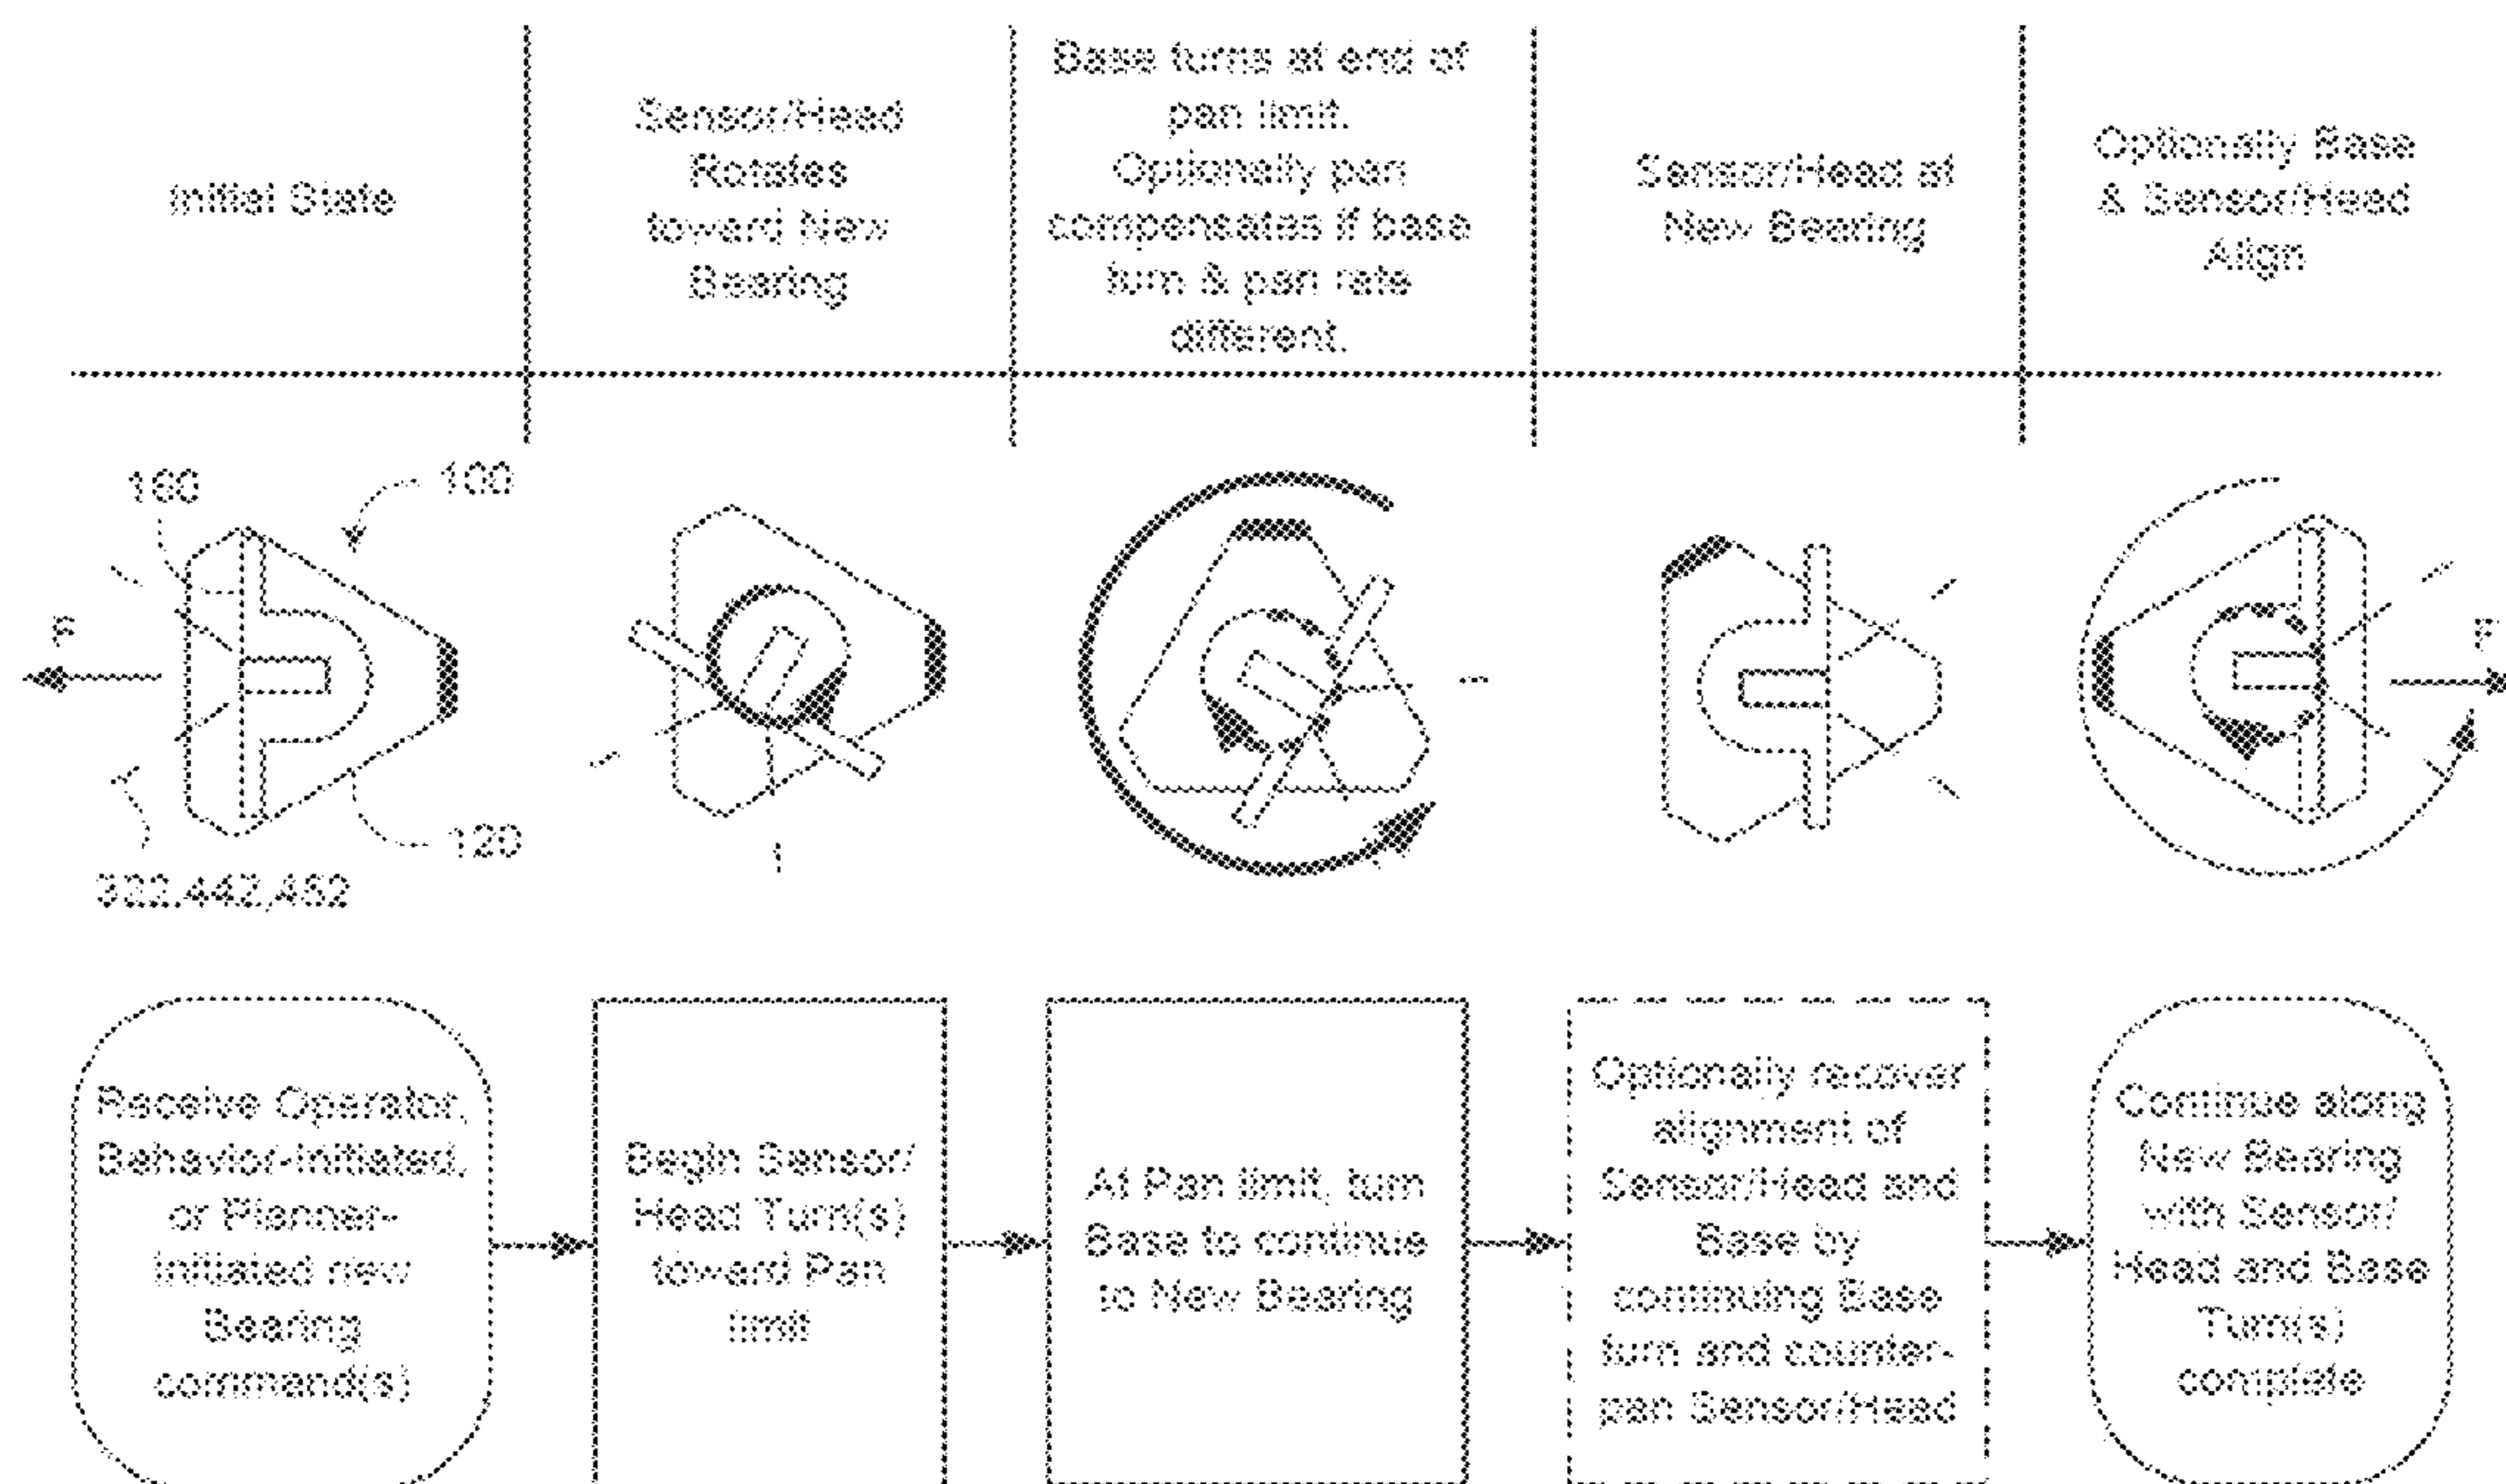 Initial State
Sensor/Head
Rotates
toward New
Bearing
Base turns at end of
pan limit.
Optionally pan
compensates if base
turn & pan rate
different.
Sensor/Head at
New Bearing
Optionally Base
& Sensor/Head
Align
160
100
F
120
322,442,452
F
Receive Operator,
Behavior-initiated,
or Planner-
initiated new
Bearing
command(s)
Begin Sensor/
Head Turn(s)
toward Pan
limit
At Pan limit, turn
Base to continue
to New Bearing
Optionally recover
alignment of
Sensor/Head and
Base by
continuing Base
turn and counter-
pan Sensor/Head
Continue along
New Bearing
with Sensor/
Head and Base
Turn(s)
complete